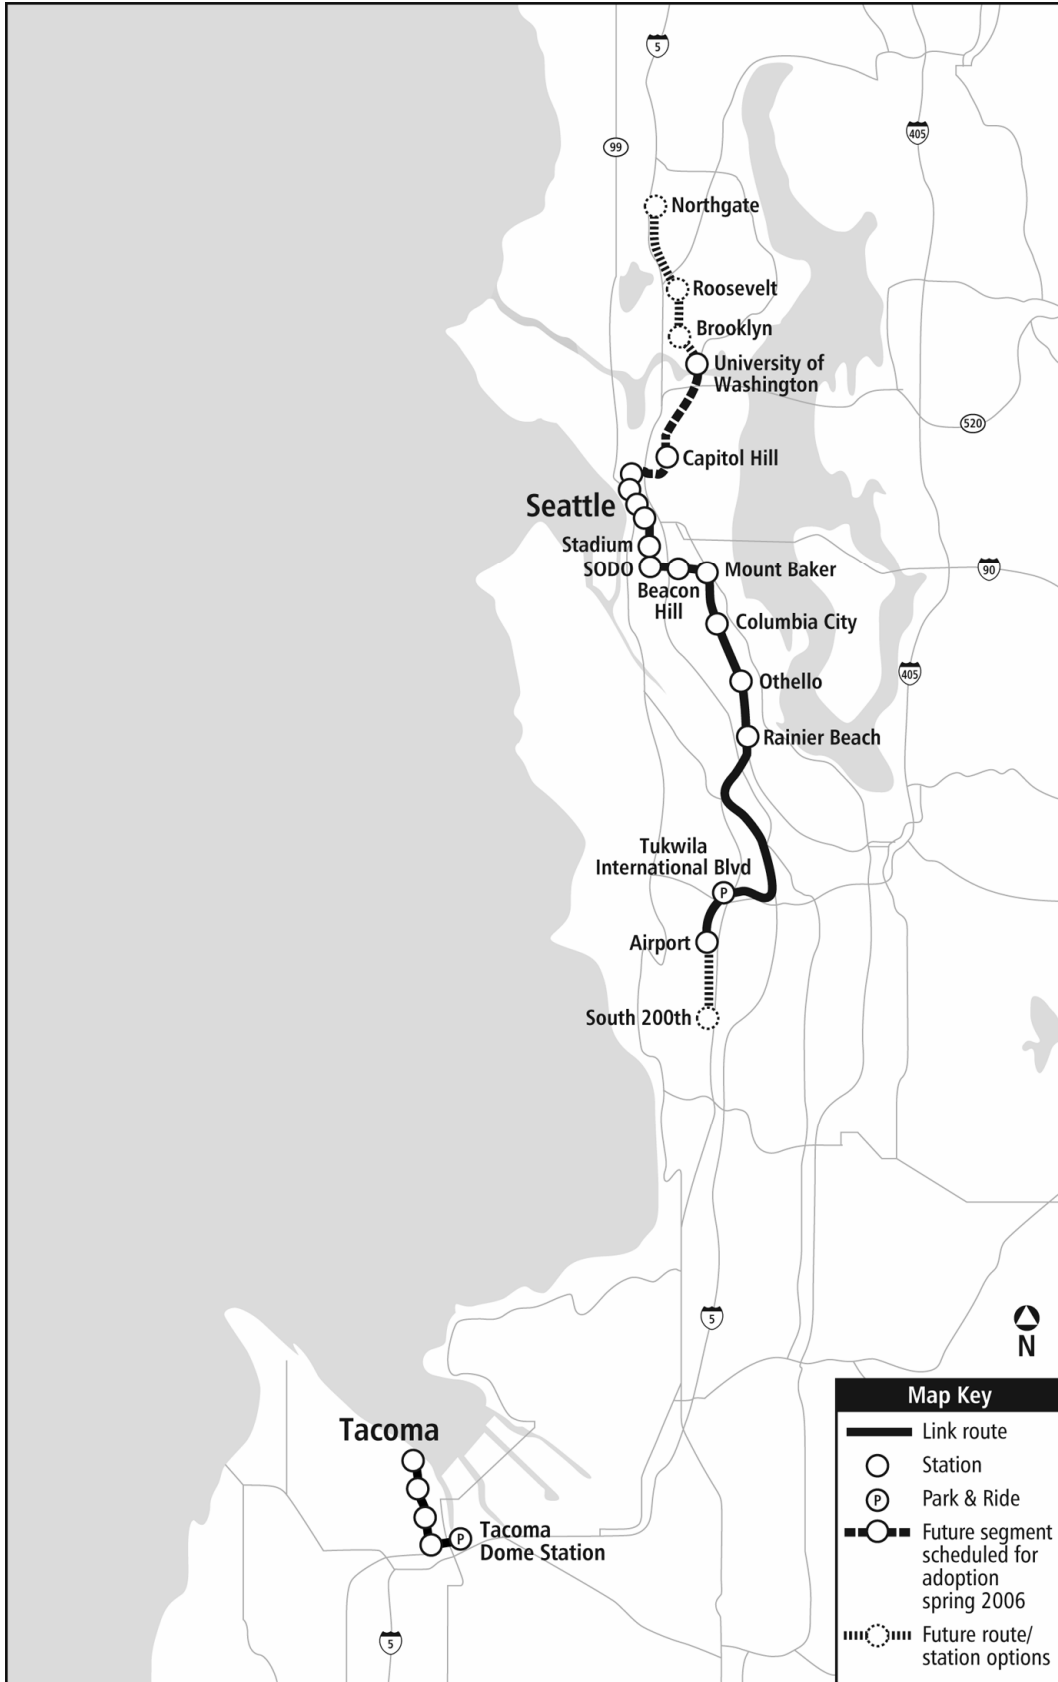 5
405
99
Northgate
Roosevelt
Brooklyn
University of
Washington
520
Capitol Hill
Seattle
Stadium
SODO
Beacon
Hill
Mount Baker
90
Columbia City
405
Othello
Rainier Beach
Tukwila
International Blvd
P
Airport
South 200th
5
N
Tacoma
P
Tacoma
Dome Station
5
Map Key
Link route
Station
P
Park & Ride
Future segment
scheduled for
adoption
spring 2006
Future route/
station options